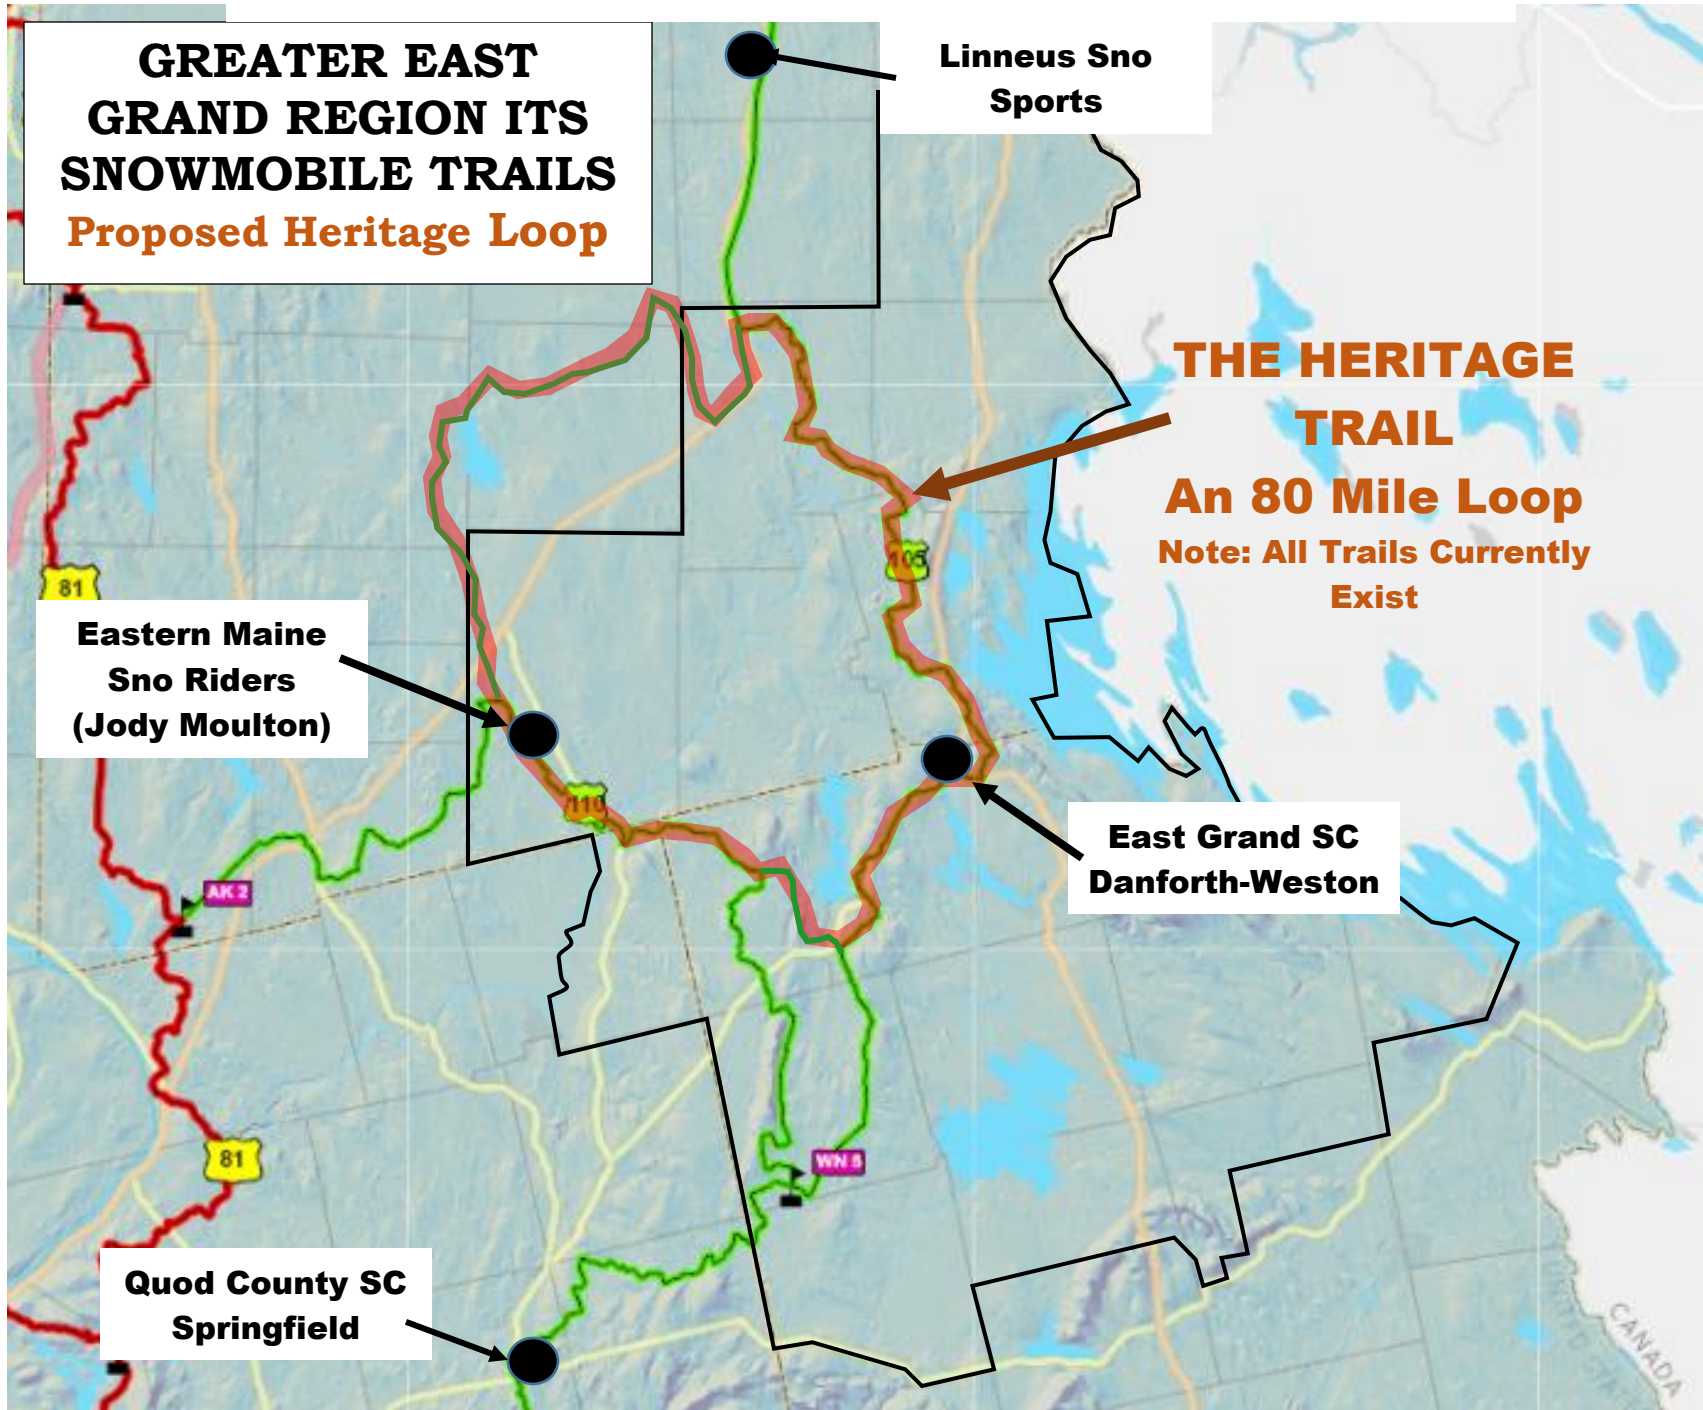 GREATER EAST
GRAND REGION ITS
SNOWMOBILE TRAILS
Proposed Heritage Loop
Linneus Sno
Sports
THE HERITAGE
TRAIL
An 80 Mile Loop
Note: All Trails Currently
Exist
105
81
Eastern Maine
Sno Riders
(Jody Moulton)
110
East Grand SC
Danforth-Weston
AK 2
81
WN 5
Quod County SC
Springfield
CANADA